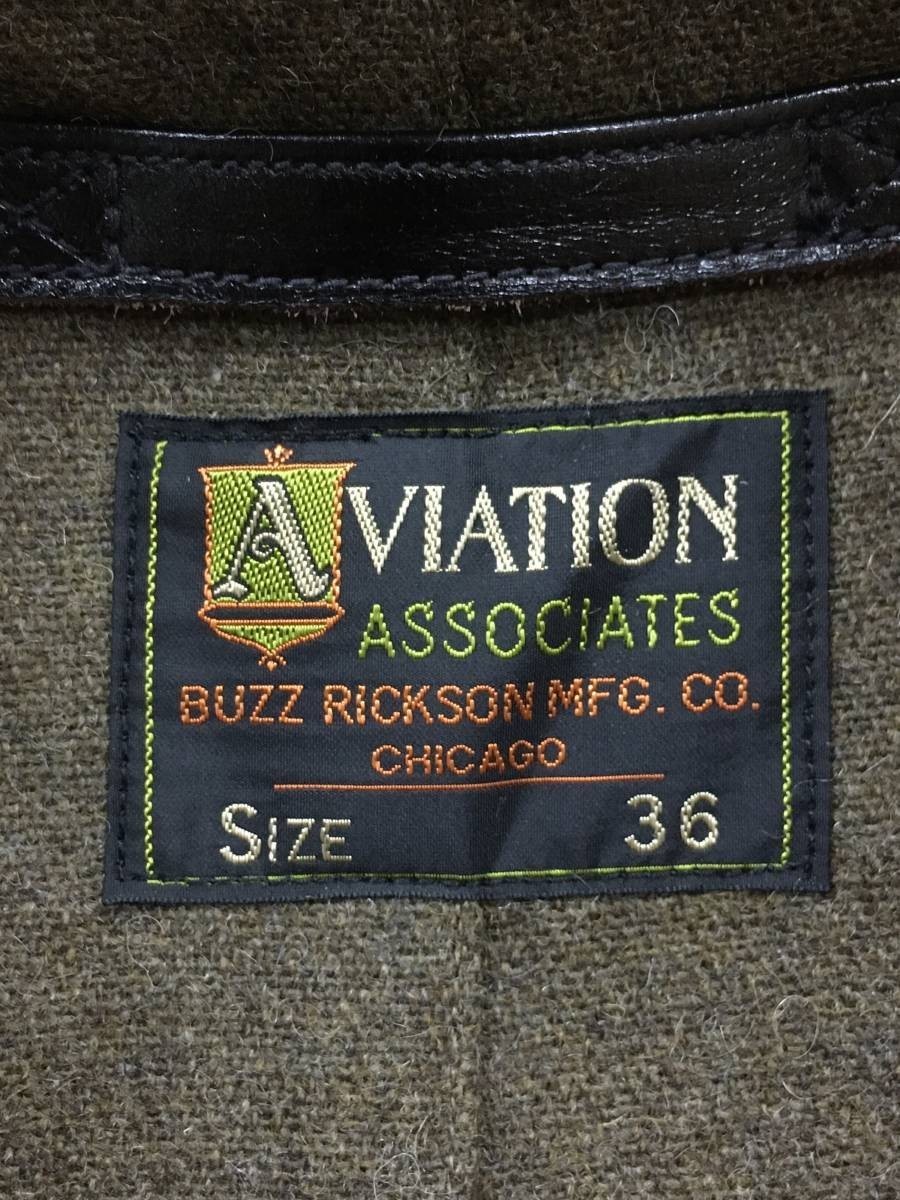 AVIATION
ASSOCIATES
BUZZ RICKSON MFG. CO.
CHICAGO
SIZE 36